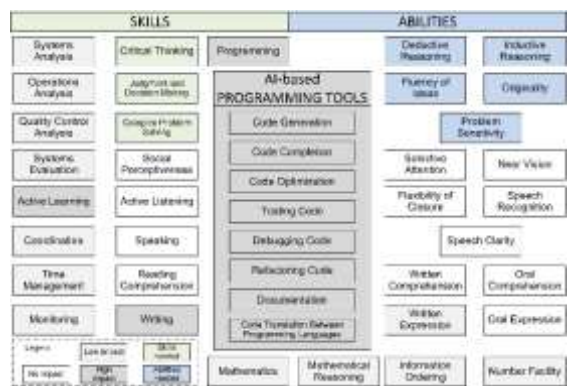 SKILLS
ABILITIES
Systems
Analysis
Critical Thinking
Programming
Deductive
Reasoning
Inductive
Reasoning
Operations
Analysis
Judgment and
Decision Making
AI-based
PROGRAMMING TOOLS
Fluency of
Ideas
Originality
Quality Control
Analysis
Complex Problem
Solving
Code Generation
Problem
Sensitivity
Systems
Evaluation
Social
Perceptiveness
Code Completion
Selective
Attention
Near Vision
Code Optimization
Active Learning
Active Listening
Testing Code
Flexibility of
Closure
Speech
Recognition
Coordination
Speaking
Debugging Code
Speech Clarity
Time
Management
Reading
Comprehension
Refactoring Code
Written
Comprehension
Oral
Comprehension
Monitoring
Writing
Documentation
Written
Expression
Oral Expression
Code Translation Between
Programming Languages
Legend
Low impact
Skills
needed
No impact
High
impact
Abilities
needed
Mathematics
Mathematical
Reasoning
Information
Ordering
Number Facility